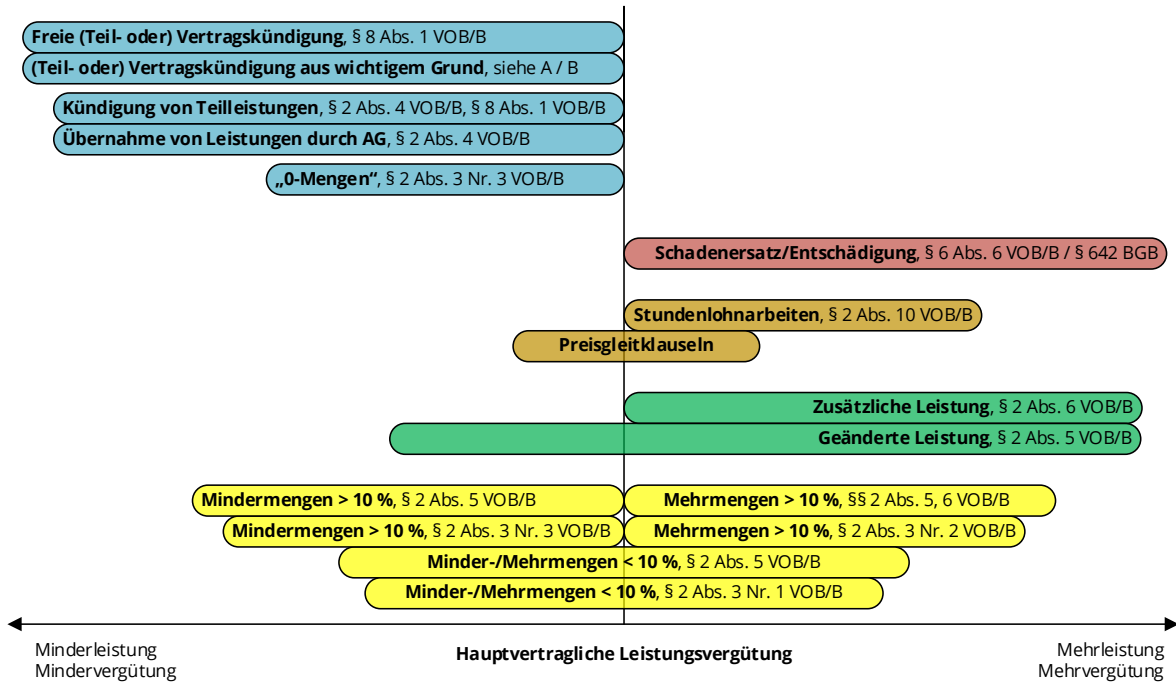 Freie (Teil- oder) Vertragskündigung, § 8 Abs. 1 VOB/B
(Teil- oder) Vertragskündigung aus wichtigem Grund, siehe A / B
Kündigung von Teilleistungen, § 2 Abs. 4 VOB/B, § 8 Abs. 1 VOB/B
Übernahme von Leistungen durch AG, § 2 Abs. 4 VOB/B
„0-Mengen“, § 2 Abs. 3 Nr. 3 VOB/B
Schadenersatz/Entschädigung, § 6 Abs. 6 VOB/B / § 642 BGB
Stundenlohnarbeiten, § 2 Abs. 10 VOB/B
Preisgleitklauseln
Zusätzliche Leistung, § 2 Abs. 6 VOB/B
Geänderte Leistung, § 2 Abs. 5 VOB/B
Mindermengen > 10 %, § 2 Abs. 5 VOB/B
Mehrmengen > 10 %, §§ 2 Abs. 5, 6 VOB/B
Mindermengen > 10 %, § 2 Abs. 3 Nr. 3 VOB/B
Mehrmengen > 10 %, § 2 Abs. 3 Nr. 2 VOB/B
Minder-/Mehrmengen < 10 %, § 2 Abs. 5 VOB/B
Minder-/Mehrmengen < 10 %, § 2 Abs. 3 Nr. 1 VOB/B
Minderleistung
Mindervergütung
Hauptvertragliche Leistungsvergütung
Mehrleistung
Mehrvergütung